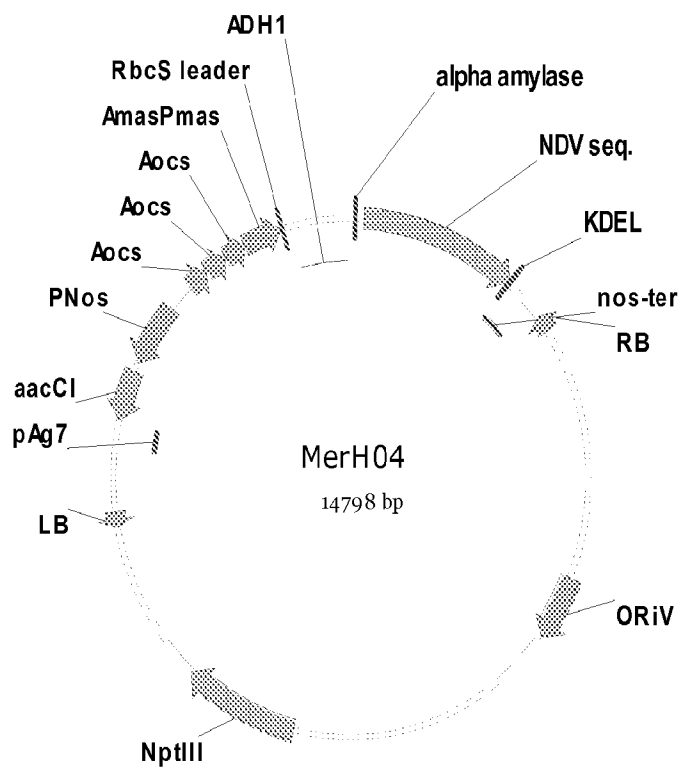 ADH1
RbcS leader
alpha amylase
AmasPmas
NDV seq.
Aocs
Aocs
KDEL
Aocs
PNos
nos-ter
RB
aacCI
pAg7
MerH04
14798 bp
LB
ORiV
NptIII